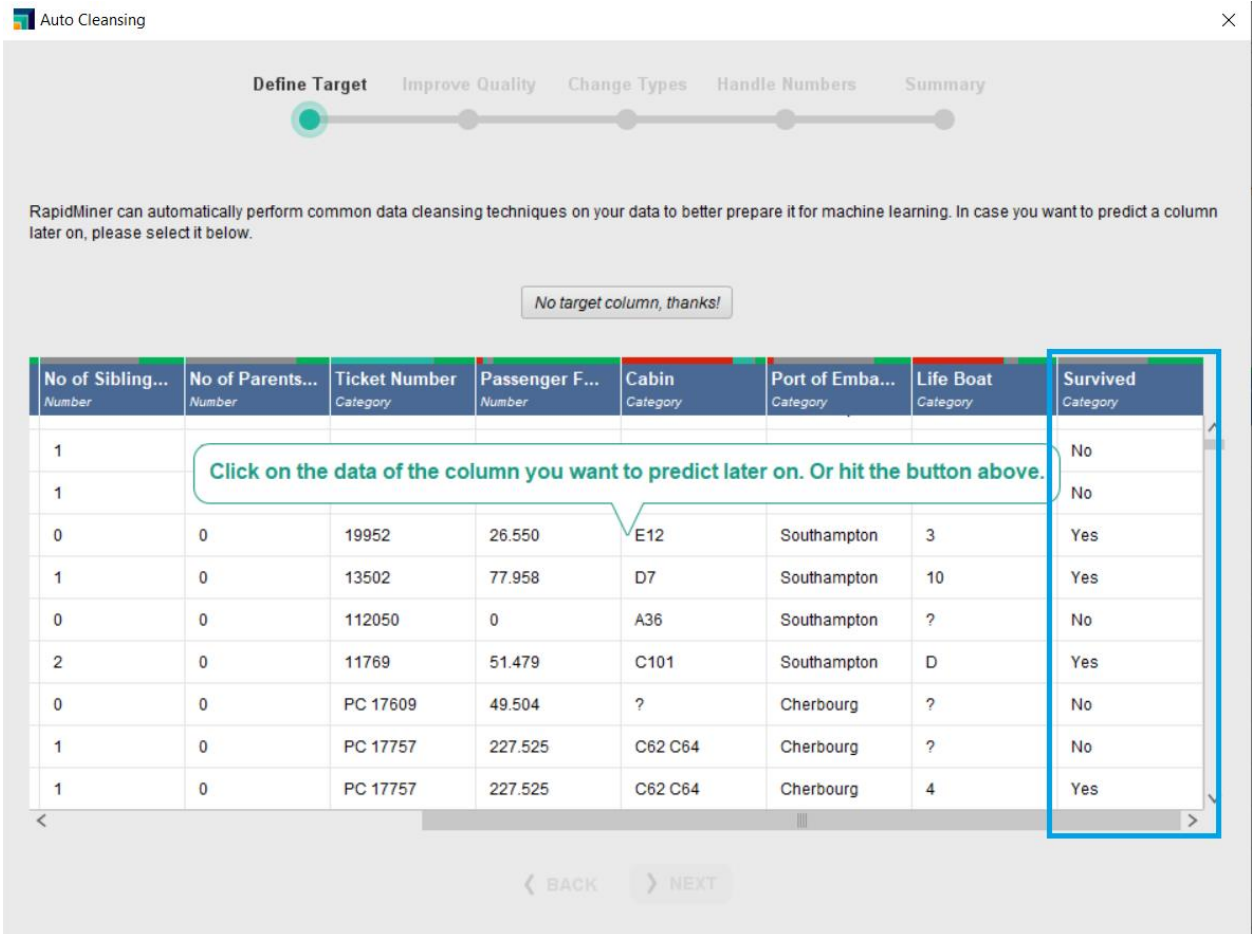 Auto Cleansing
Define Target Improve Quality Change Types Handle Numbers Summary
RapidMiner can automatically perform common data cleansing techniques on your data to better prepare it for machine learning. In case you want to predict a column
later on, please select it below.
No target column, thanks!
No of Sibling... No of Parents... Ticket Number Passenger F... Cabin Port of Emba... Life Boat Survived
Number Number Category Number Category Category Category Category
1 No
Click on the data of the column you want to predict later on. Or hit the button above.
1 No
0 0 19952 26.550 E12 Southampton 3 Yes
1 0 13502 77.958 D7 Southampton 10 Yes
0 0 112050 0 A36 Southampton ? No
2 0 11769 51.479 C101 Southampton D Yes
0 0 PC 17609 49.504 ? Cherbourg ? No
1 0 PC 17757 227.525 C62 C64 Cherbourg ? No
1 0 PC 17757 227.525 C62 C64 Cherbourg 4 Yes
BACK NEXT